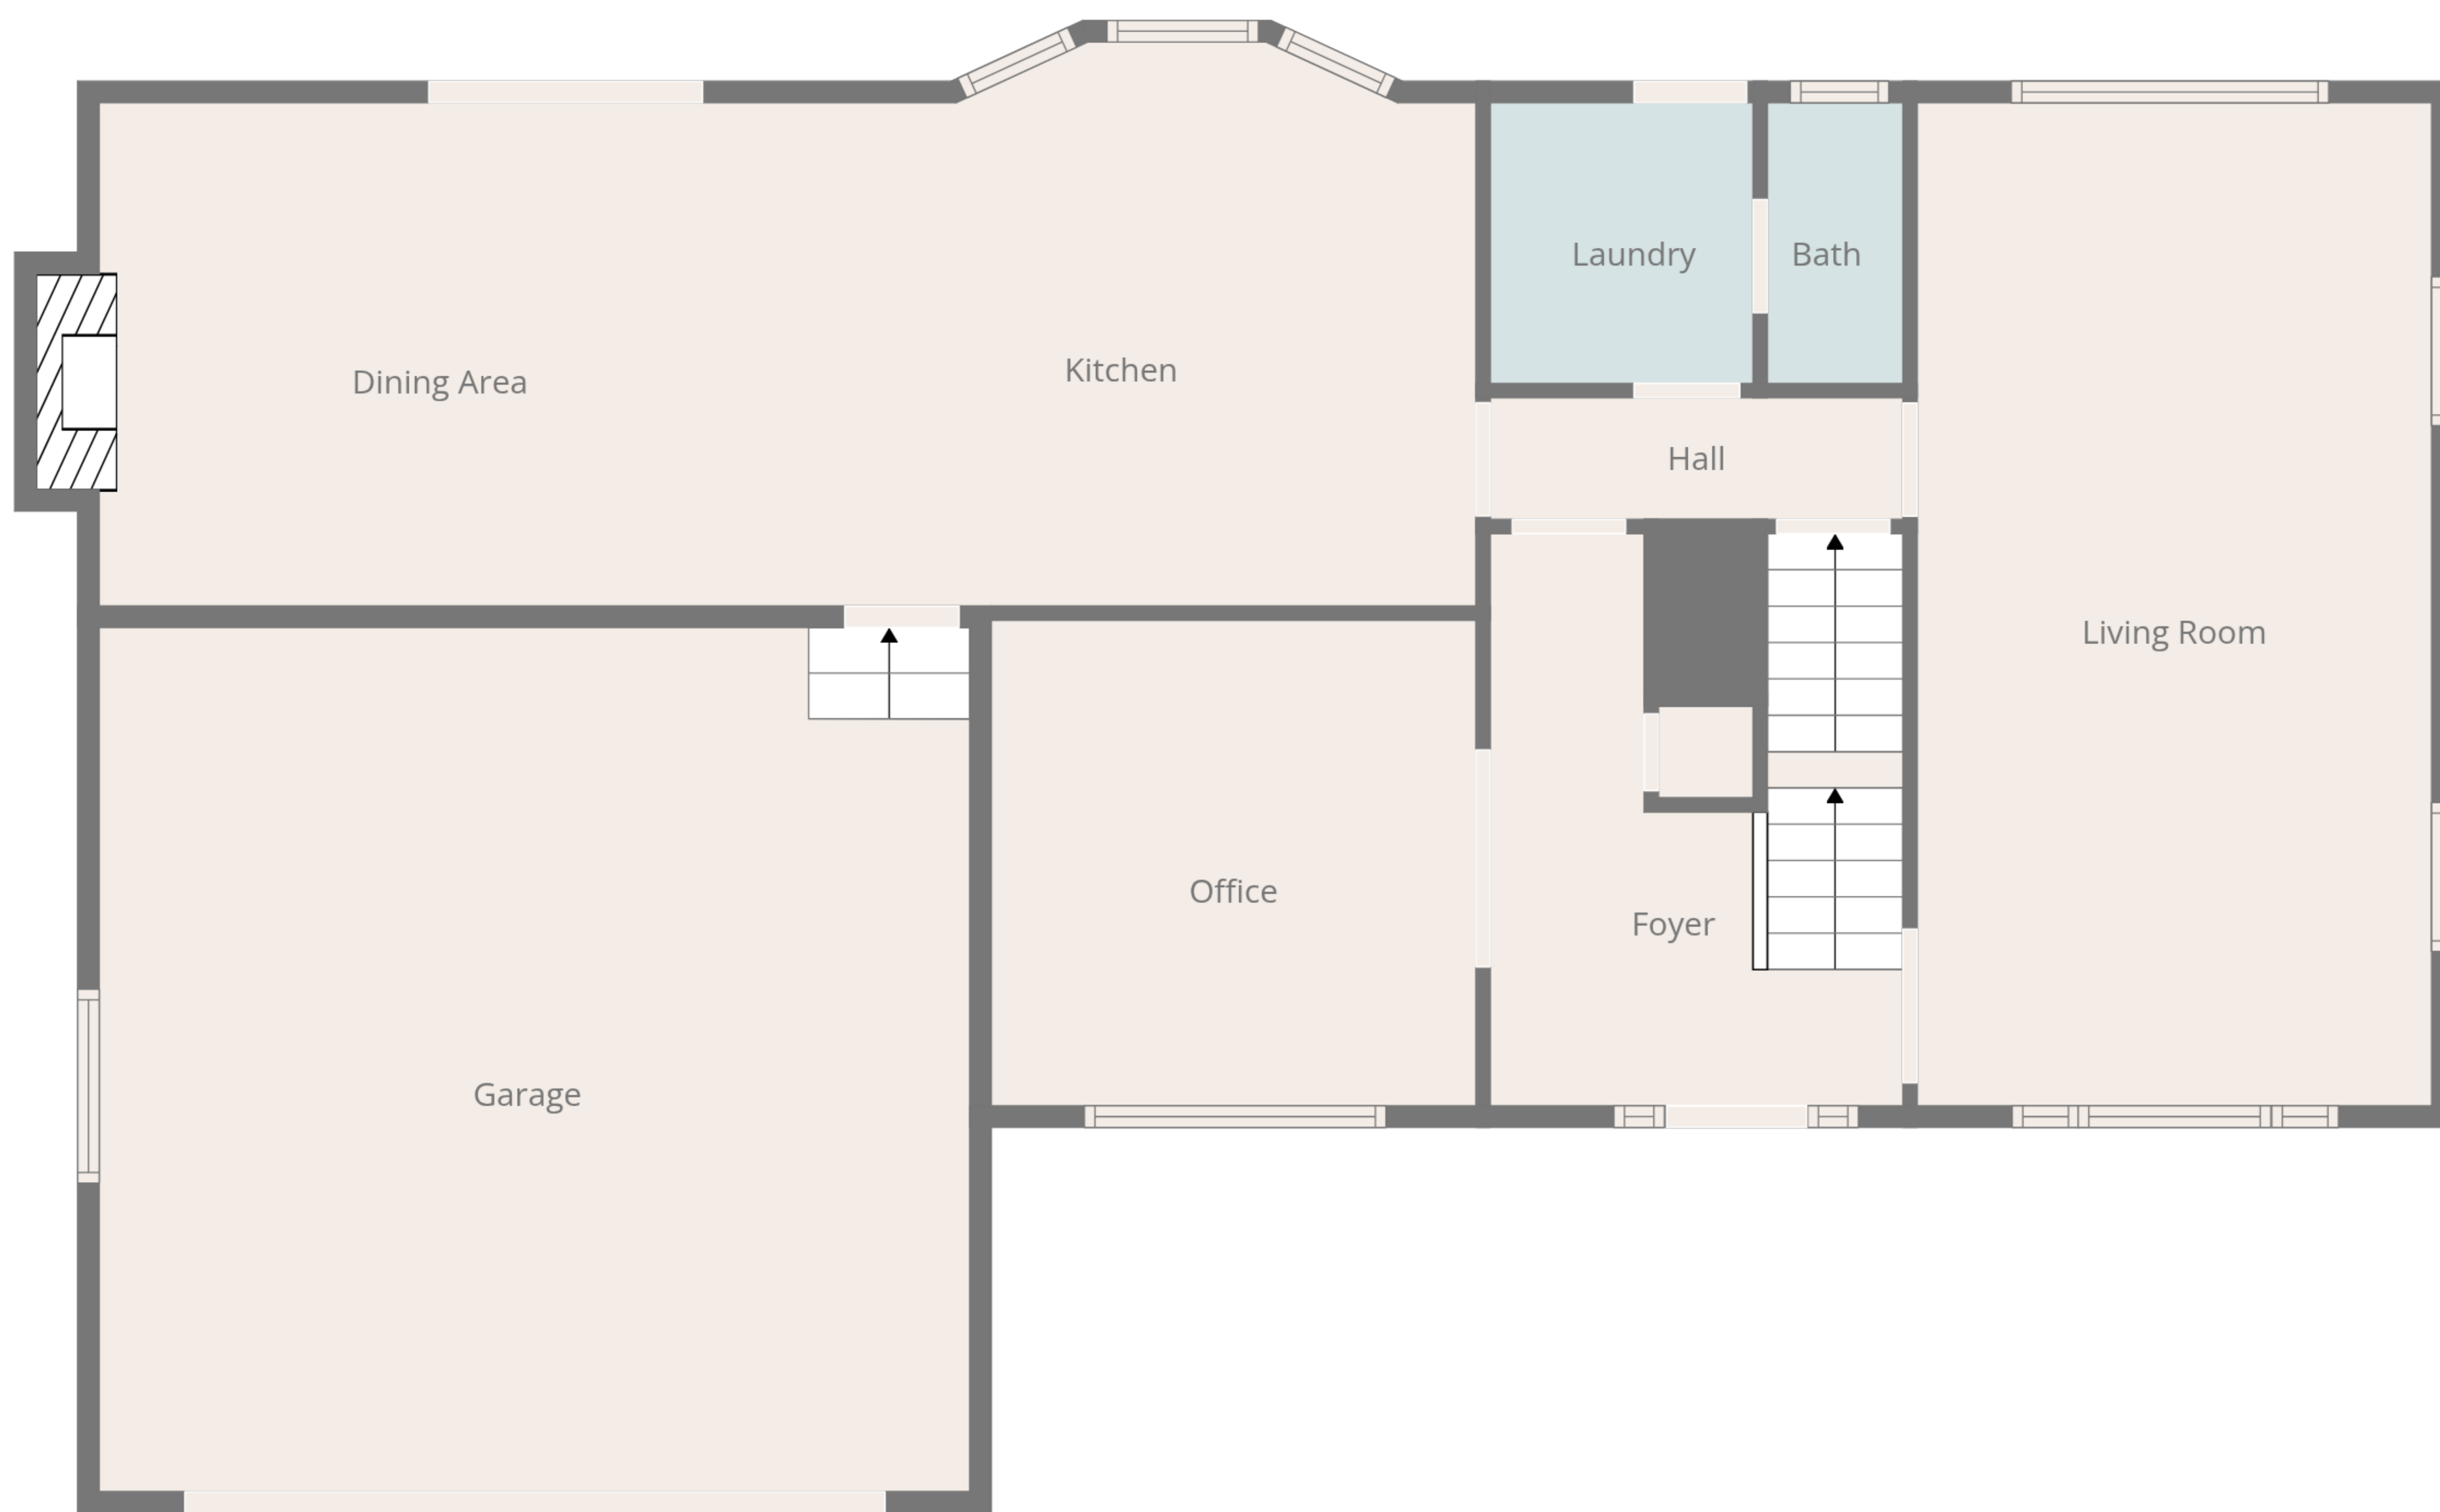 Laundry
Bath
Kitchen
Dining Area
Hall
Living Room
Office
Foyer
Garage